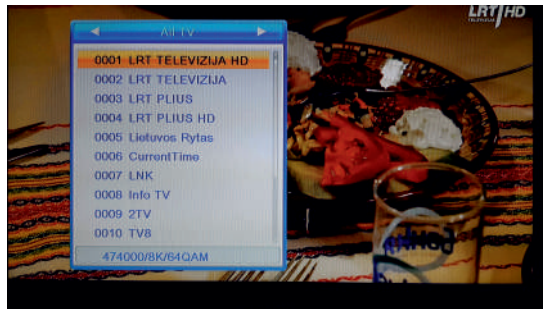 LRT HD
TELEVIZIJA
All TV
0001 LRT TELEVIZIJA HD
0002 LRT TELEVIZIJA
0003 LRT PLIUS
0004 LRT PLIUS HD
0005 Lietuvos Rytas
0006 CurrentTime
0007 LNK
0008 Info TV
0009 2TV
0010 TV8
474000/8K/64QAM